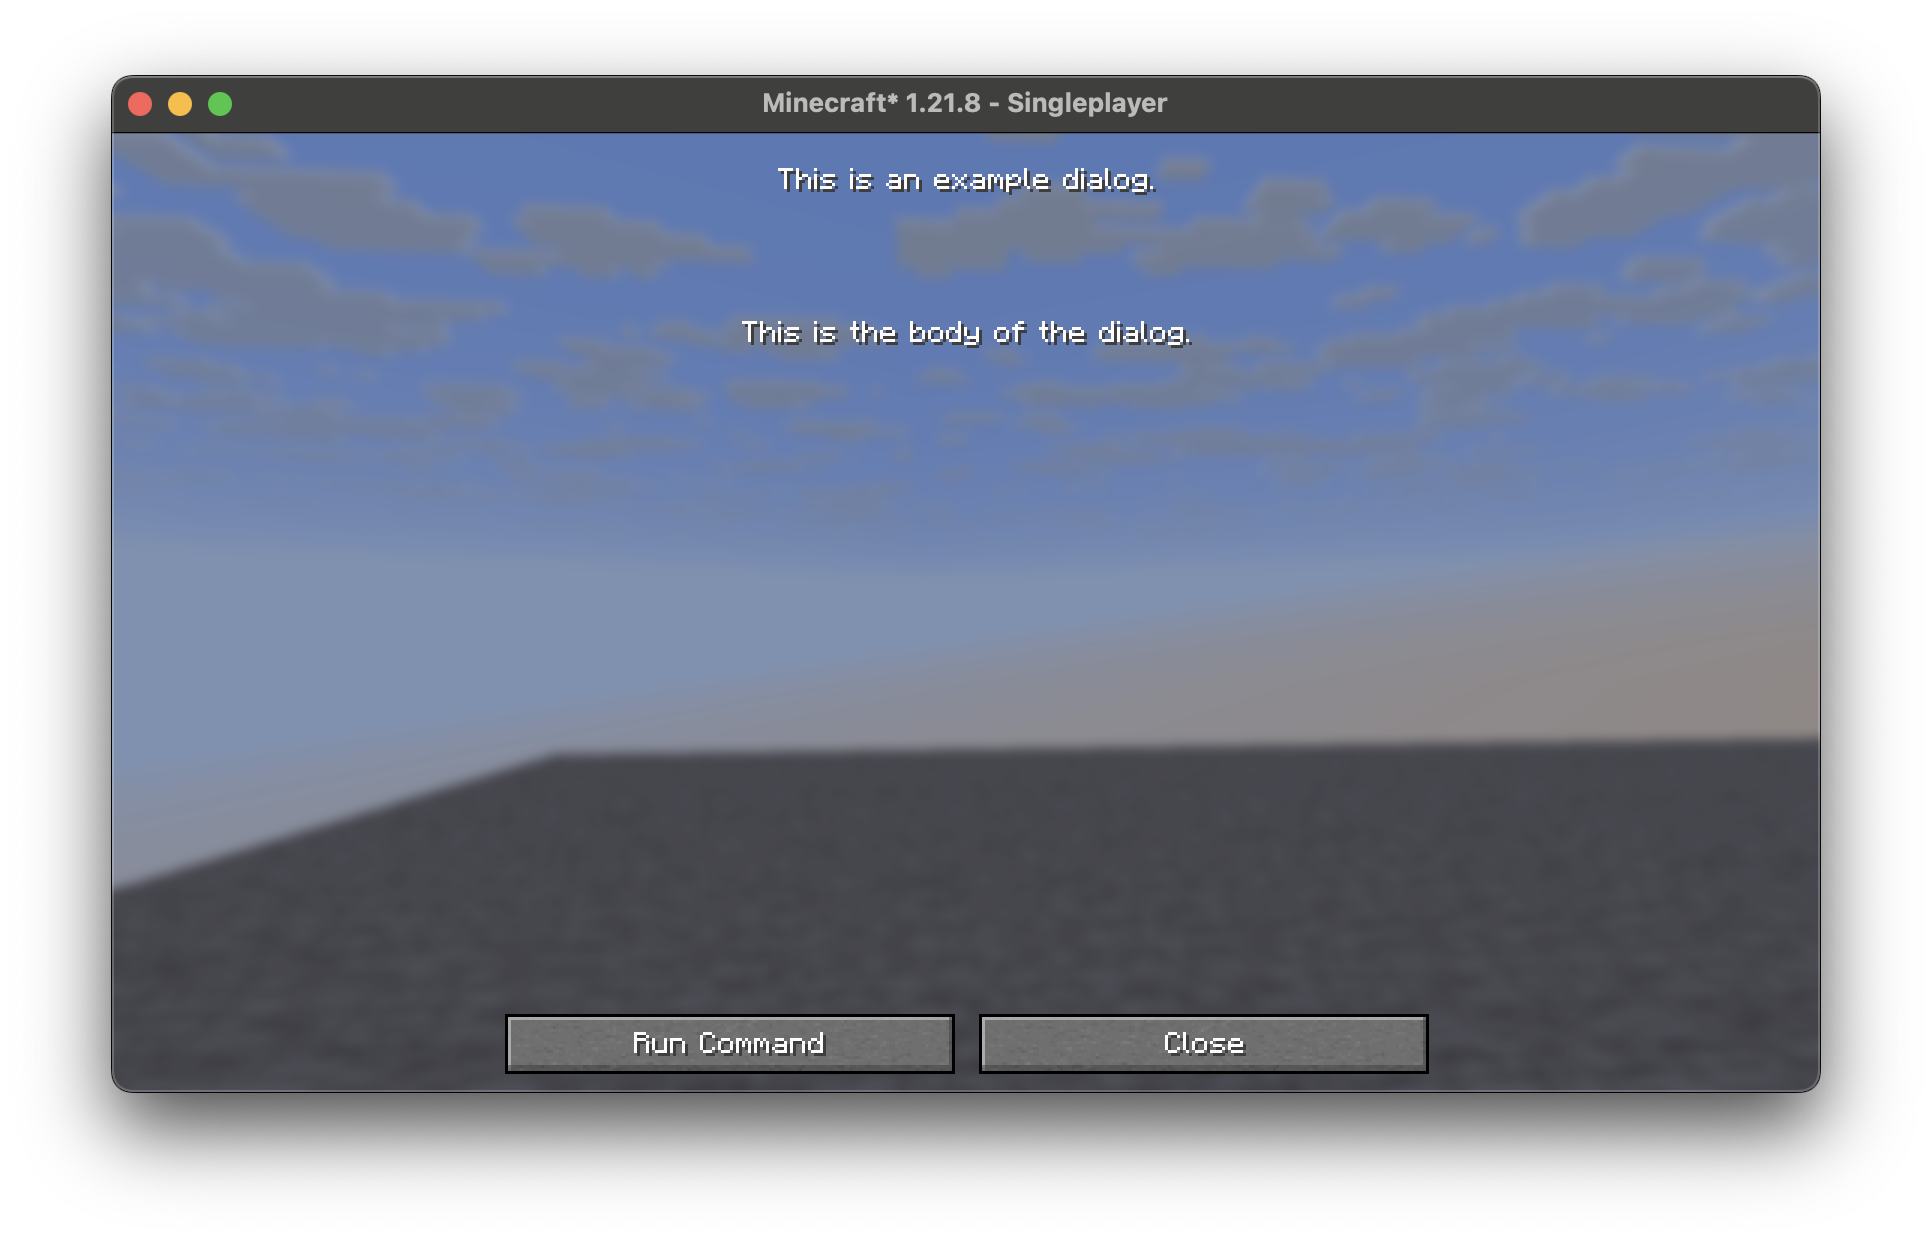 Minecraft* 1.21.8 - Singleplayer
This is an example dialog.
This is the body of the dialog.
Run Command
Close